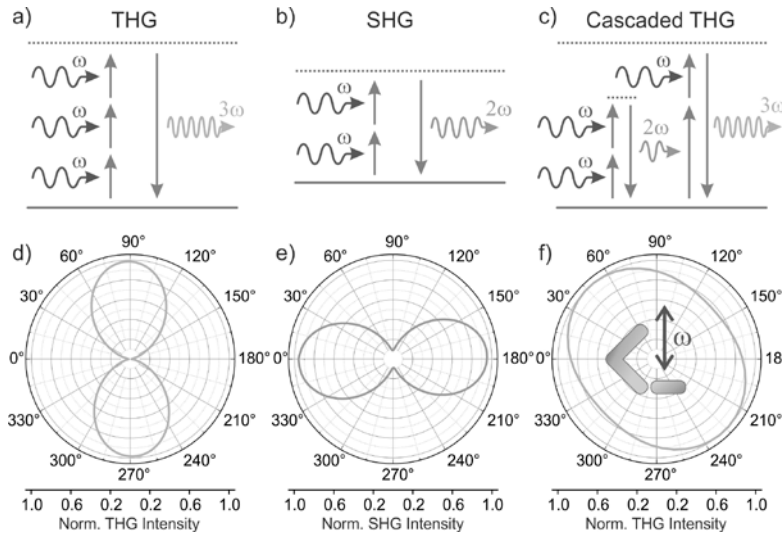 a) THG
b) SHG
c) Cascaded THG
ω
ω
ω
3ω
ω
ω
2ω
ω
ω
ω
2ω
3ω
d)
90°
60°
120°
30°
150°
0°
180°
330°
210°
300°
240°
270°
1.0 0.6 0.2 0.2 0.6 1.0
Norm. THG Intensity
e)
90°
60°
120°
30°
150°
0°
180°
330°
210°
300°
240°
270°
1.0 0.6 0.2 0.2 0.6 1.0
Norm. SHG Intensity
f)
90°
60°
120°
30°
150°
0°
18
ω
330°
210°
300°
240°
270°
1.0 0.6 0.2 0.2 0.6 1.0
Norm. THG Intensity